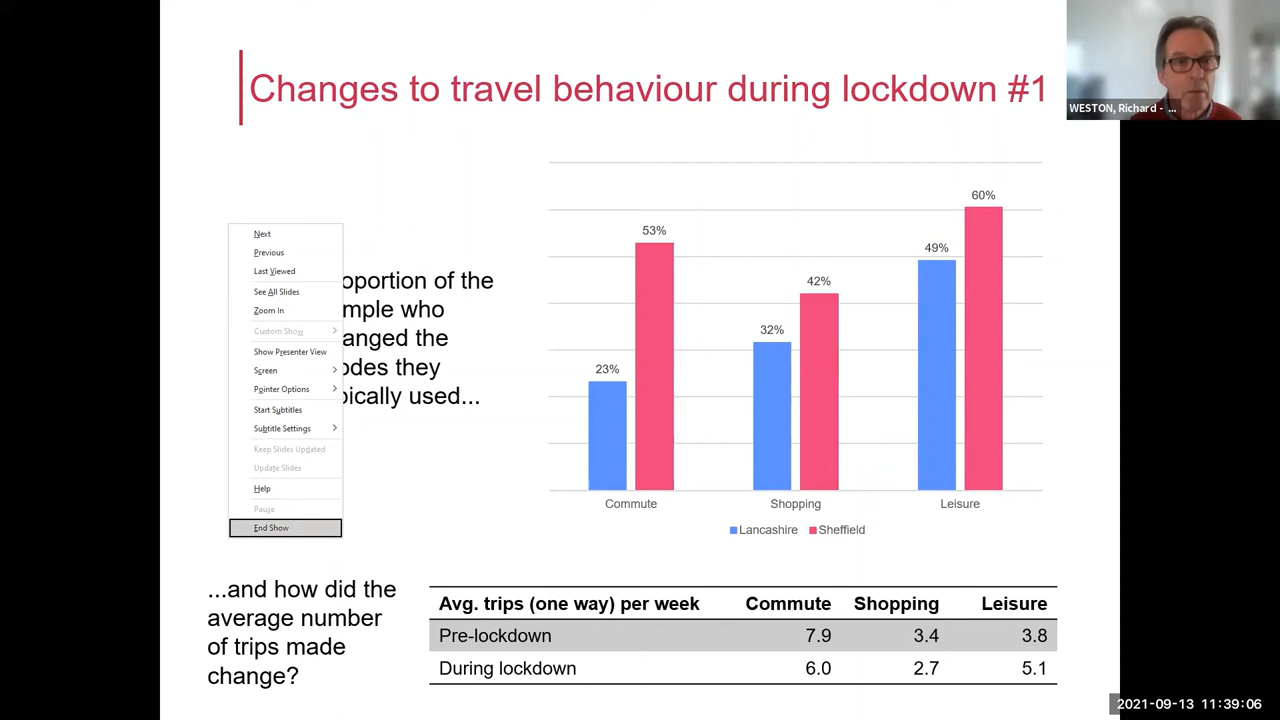 Changes to travel behaviour during lockdown #1
WESTON, Richard - ...
Next
Previous
Last Viewed
See All Slides
Zoom In
Custom Show
Show Presenter View
Screen
Pointer Options
Start Subtitles
Subtitle Settings
Keep Slides Updated
Update Slides
Help
Pause
End Show
oportion of the
mple who
anged the
odes they
pically used...
53%
60%
49%
42%
32%
23%
Commute Shopping Leisure
Lancashire Sheffield
...and how did the
average number
of trips made
change?
Avg. trips (one way) per week Commute Shopping Leisure
Pre-lockdown 7.9 3.4 3.8
During lockdown 6.0 2.7 5.1
2021-09-13 11:39:06